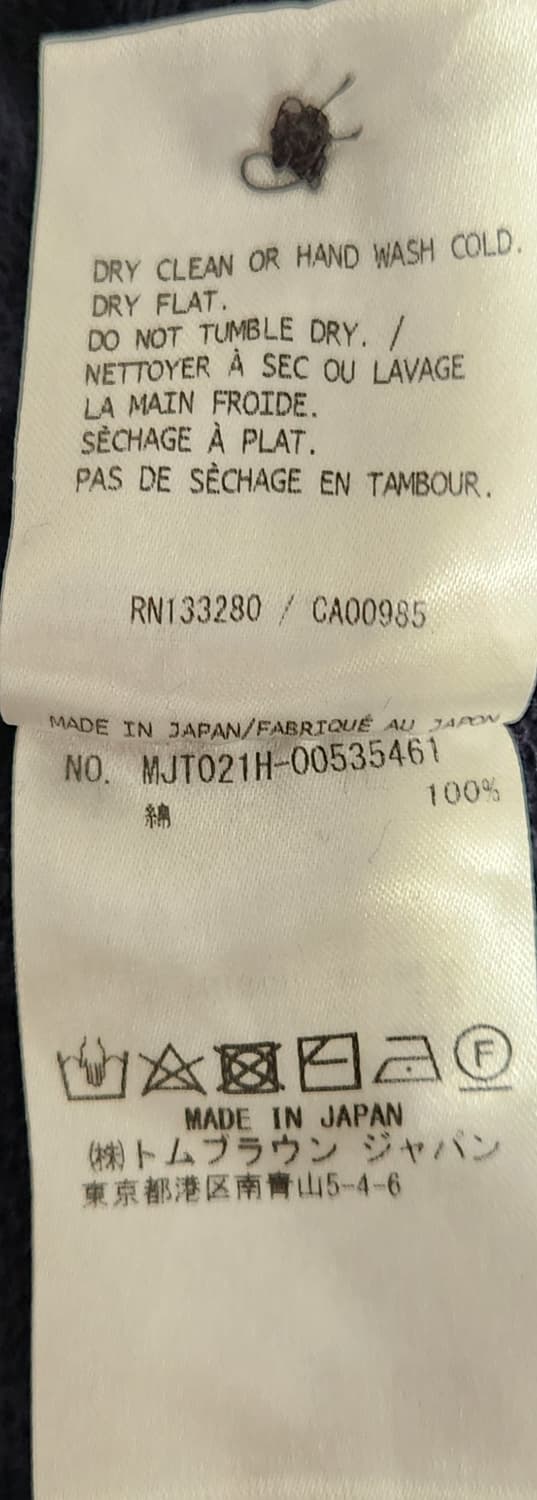 DRY CLEAN OR HAND WASH COLD.
DRY FLAT.
DO NOT TUMBLE DRY. /
NETTOYER À SEC OU LAVAGE
LA MAIN FROIDE.
SÈCHAGE À PLAT.
PAS DE SÈCHAGE EN TAMBOUR.
RN133280 / CA00985
MADE IN JAPAN/FABRIQUÉ AU JAPON
NO. MJT021H-00535461
綿 100%
F
MADE IN JAPAN
㈱トムブラウン ジャパン
東京都港区南青山5-4-6